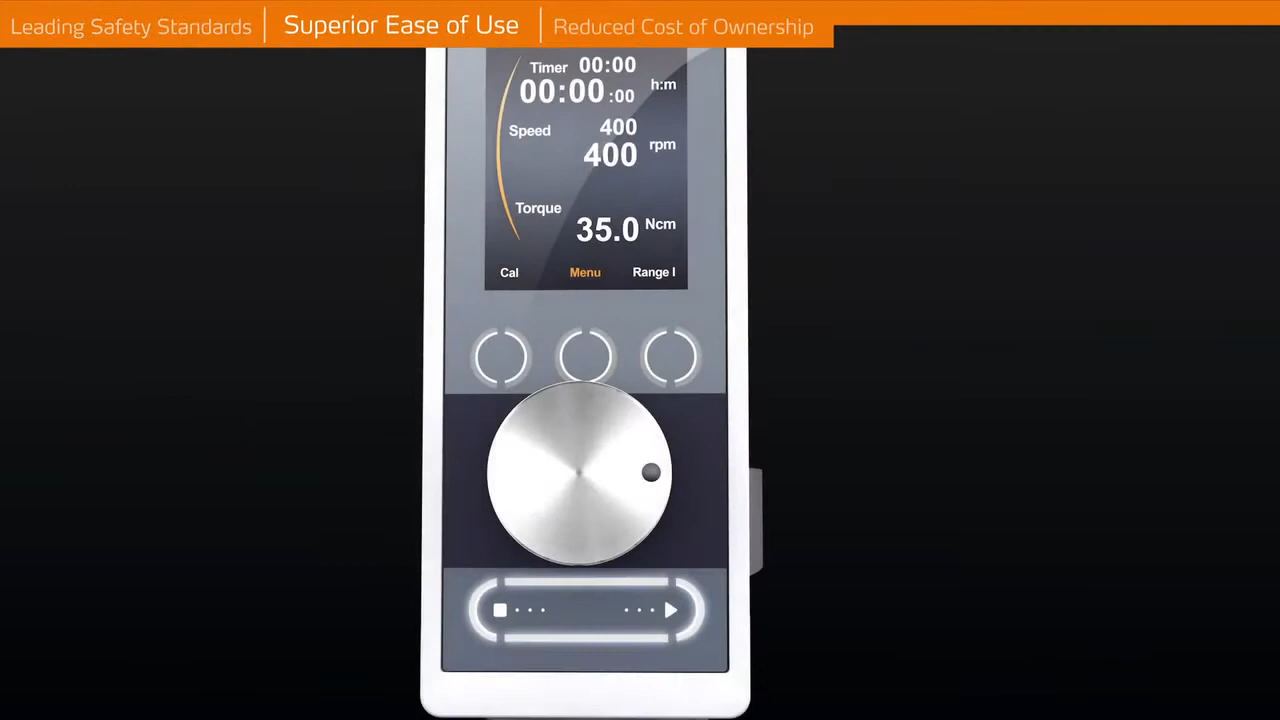 Leading Safety Standards | Superior Ease of Use | Reduced Cost of Ownership
Timer 00:00
00:00:00 h:m
Speed 400
400 rpm
Torque
35.0 Ncm
Cal Menu Range I